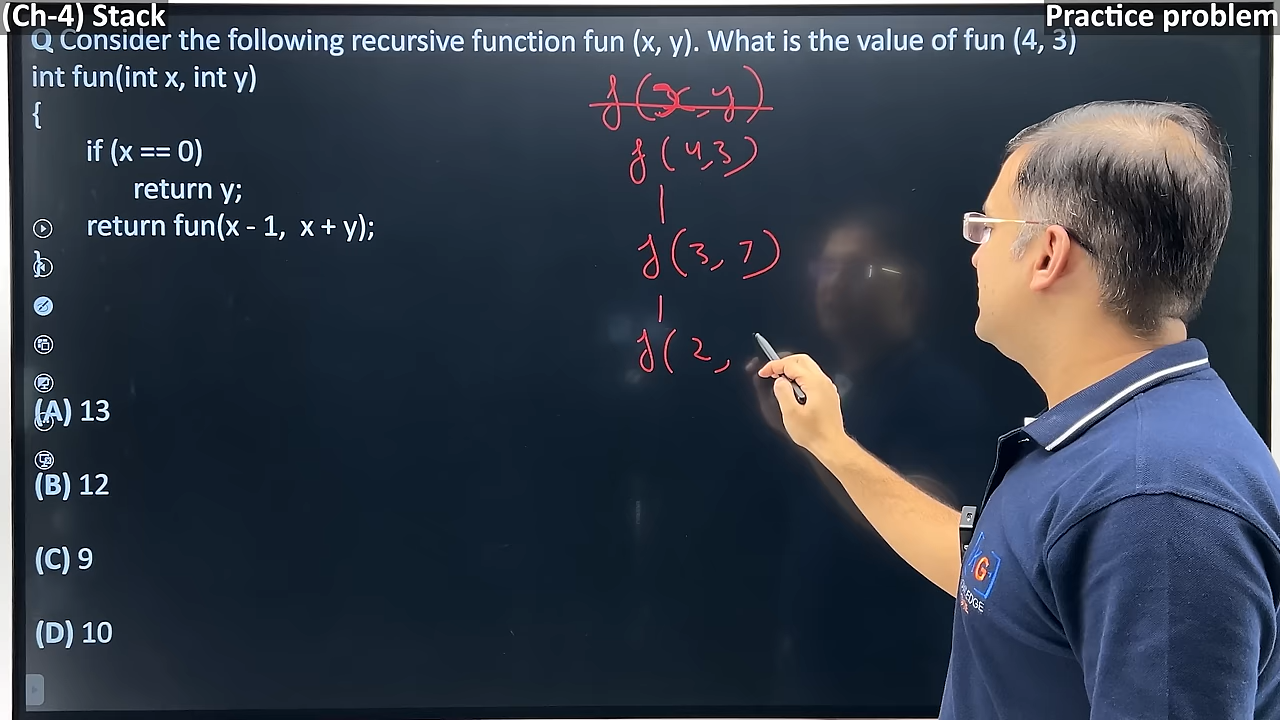 (Ch-4) Stack
Practice problem
Q Consider the following recursive function fun (x, y). What is the value of fun (4, 3)
int fun(int x, int y)
{
if (x == 0)
return y;
return fun(x - 1, x + y);
}
(A) 13
(B) 12
(C) 9
(D) 10
f(x, y)
f(4,3)
f(3, 7)
f(2,
KG